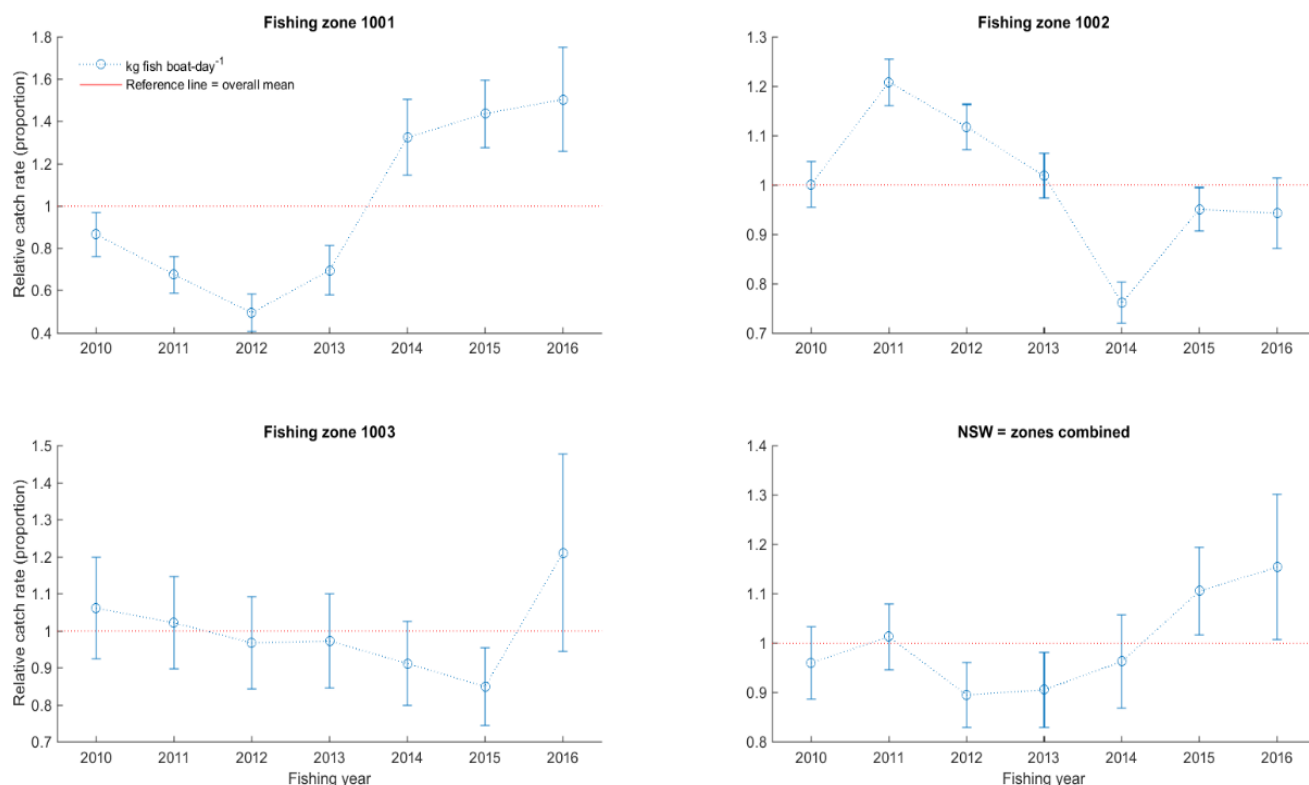 Fishing zone 1001
Relative catch rate (proportion)
1.8
1.6
1.4
1.2
1
0.8
0.6
0.4
kg fish boat-day⁻¹
Reference line = overall mean
2010 2011 2012 2013 2014 2015 2016
Fishing zone 1002
1.3
1.2
1.1
1
0.9
0.8
0.7
2010 2011 2012 2013 2014 2015 2016
Fishing zone 1003
Relative catch rate (proportion)
1.5
1.4
1.3
1.2
1.1
1
0.9
0.8
0.7
2010 2011 2012 2013 2014 2015 2016
Fishing year
NSW = zones combined
1.4
1.3
1.2
1.1
1
0.9
0.8
2010 2011 2012 2013 2014 2015 2016
Fishing year